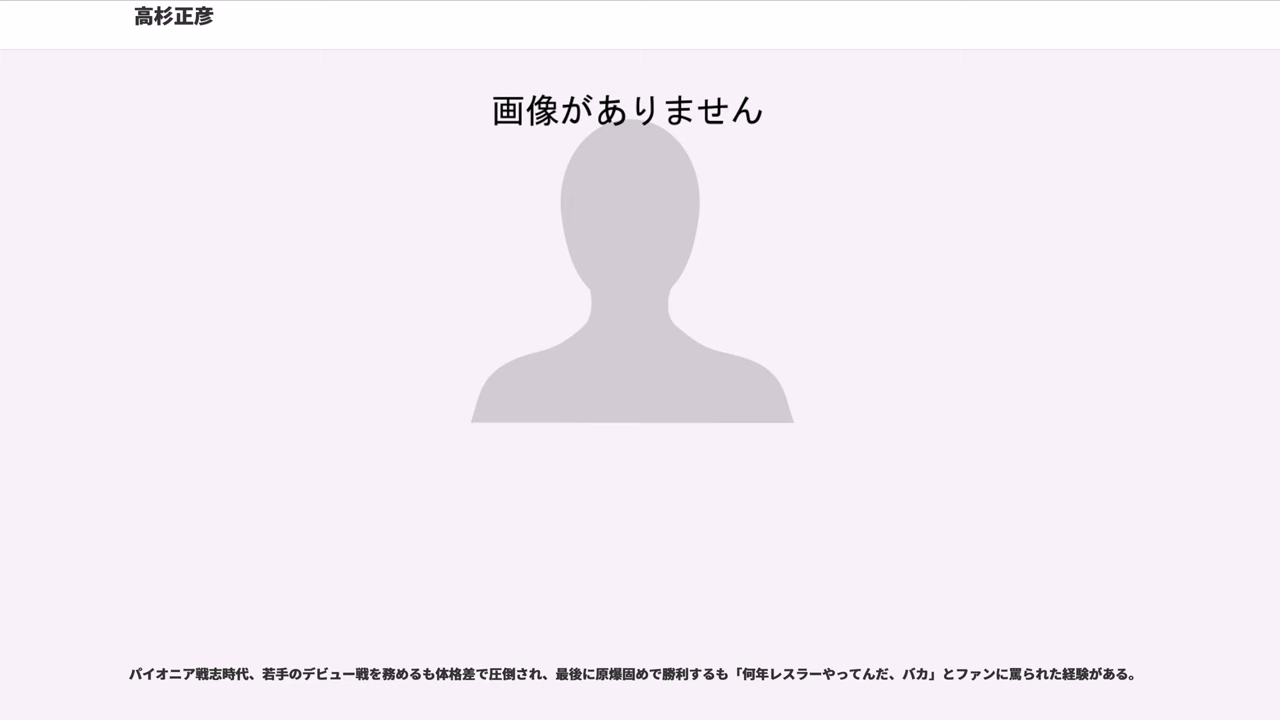 高杉正彦
画像がありません
パイオニア戦志時代、若手のデビュー戦を務めるも体格差で圧倒され、最後に原爆固めで勝利するも「何年レスラーやってんだ、バカ」とファンに罵られた経験がある。